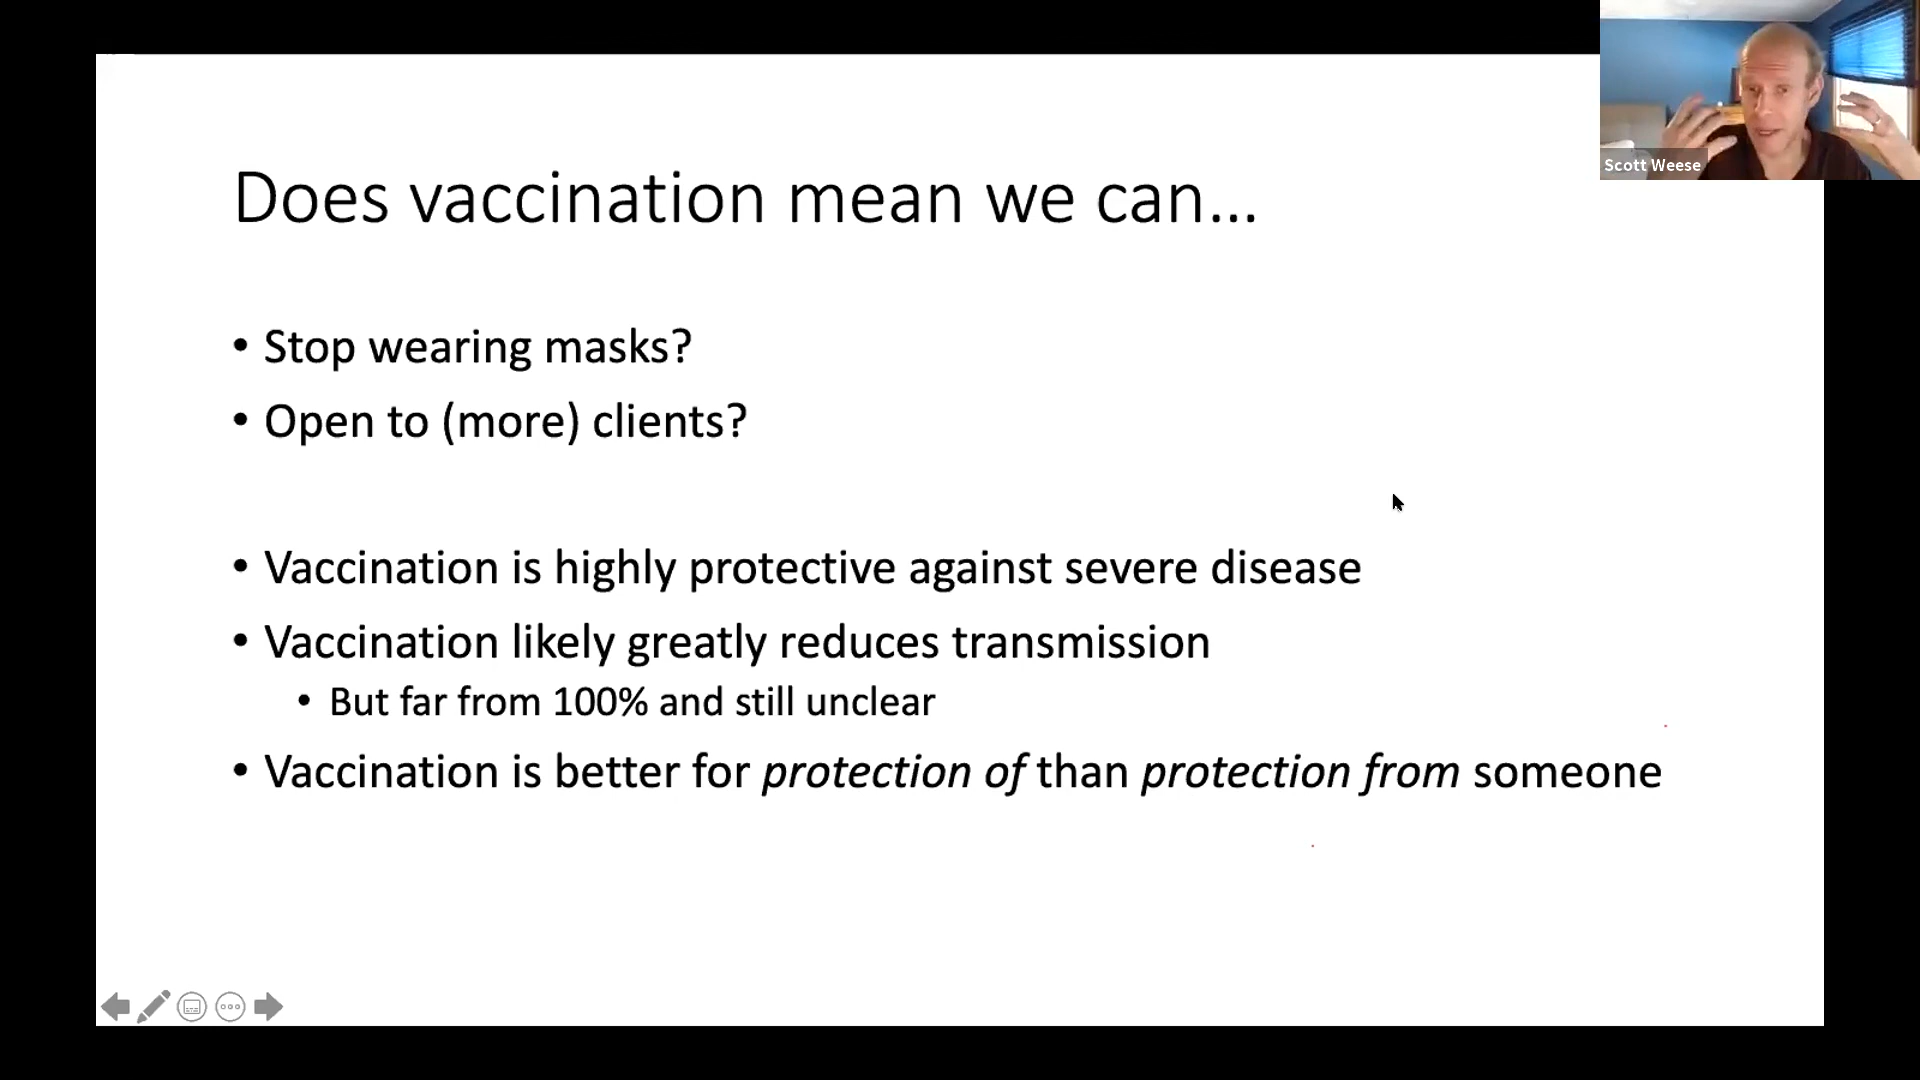 Scott Weese
Does vaccination mean we can...
• Stop wearing masks?
• Open to (more) clients?
• Vaccination is highly protective against severe disease
• Vaccination likely greatly reduces transmission
• But far from 100% and still unclear
• Vaccination is better for protection of than protection from someone